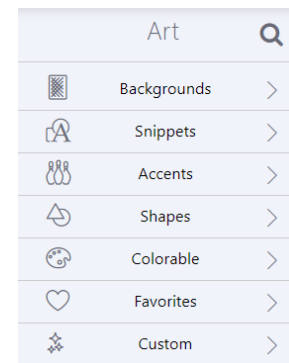 Art
Backgrounds
Snippets
Accents
Shapes
Colorable
Favorites
Custom